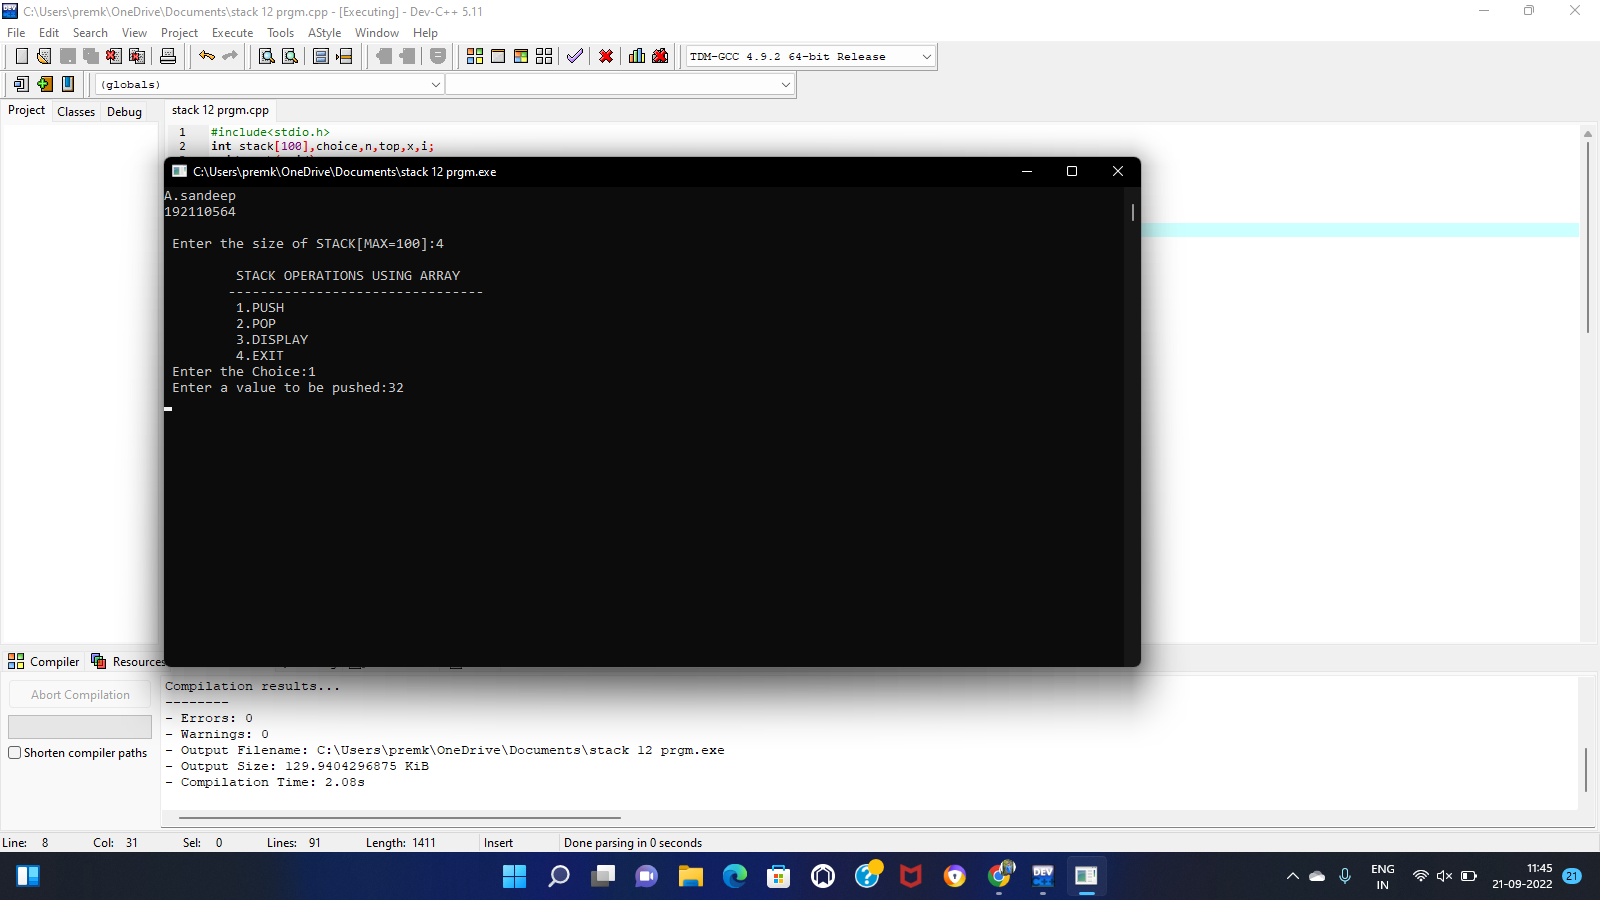 C:\Users\premk\OneDrive\Documents\stack 12 prgm.cpp - [Executing] - Dev-C++ 5.11
File Edit Search View Project Execute Tools AStyle Window Help
TDM-GCC 4.9.2 64-bit Release
(globals)
Project Classes Debug stack 12 prgm.cpp
1 #include<stdio.h>
2 int stack[100],choice,n,top,x,i;
C:\Users\premk\OneDrive\Documents\stack 12 prgm.exe
A.sandeep
192110564
Enter the size of STACK[MAX=100]:4
STACK OPERATIONS USING ARRAY
--------------------------------
1.PUSH
2.POP
3.DISPLAY
4.EXIT
Enter the Choice:1
Enter a value to be pushed:32
Compiler Resources
Abort Compilation
Shorten compiler paths
Compilation results...
--------
- Errors: 0
- Warnings: 0
- Output Filename: C:\Users\premk\OneDrive\Documents\stack 12 prgm.exe
- Output Size: 129.9404296875 KiB
- Compilation Time: 2.08s
Line: 8 Col: 31 Sel: 0 Lines: 91 Length: 1411 Insert Done parsing in 0 seconds
DEV
ENG
IN
11:45
21-09-2022
21